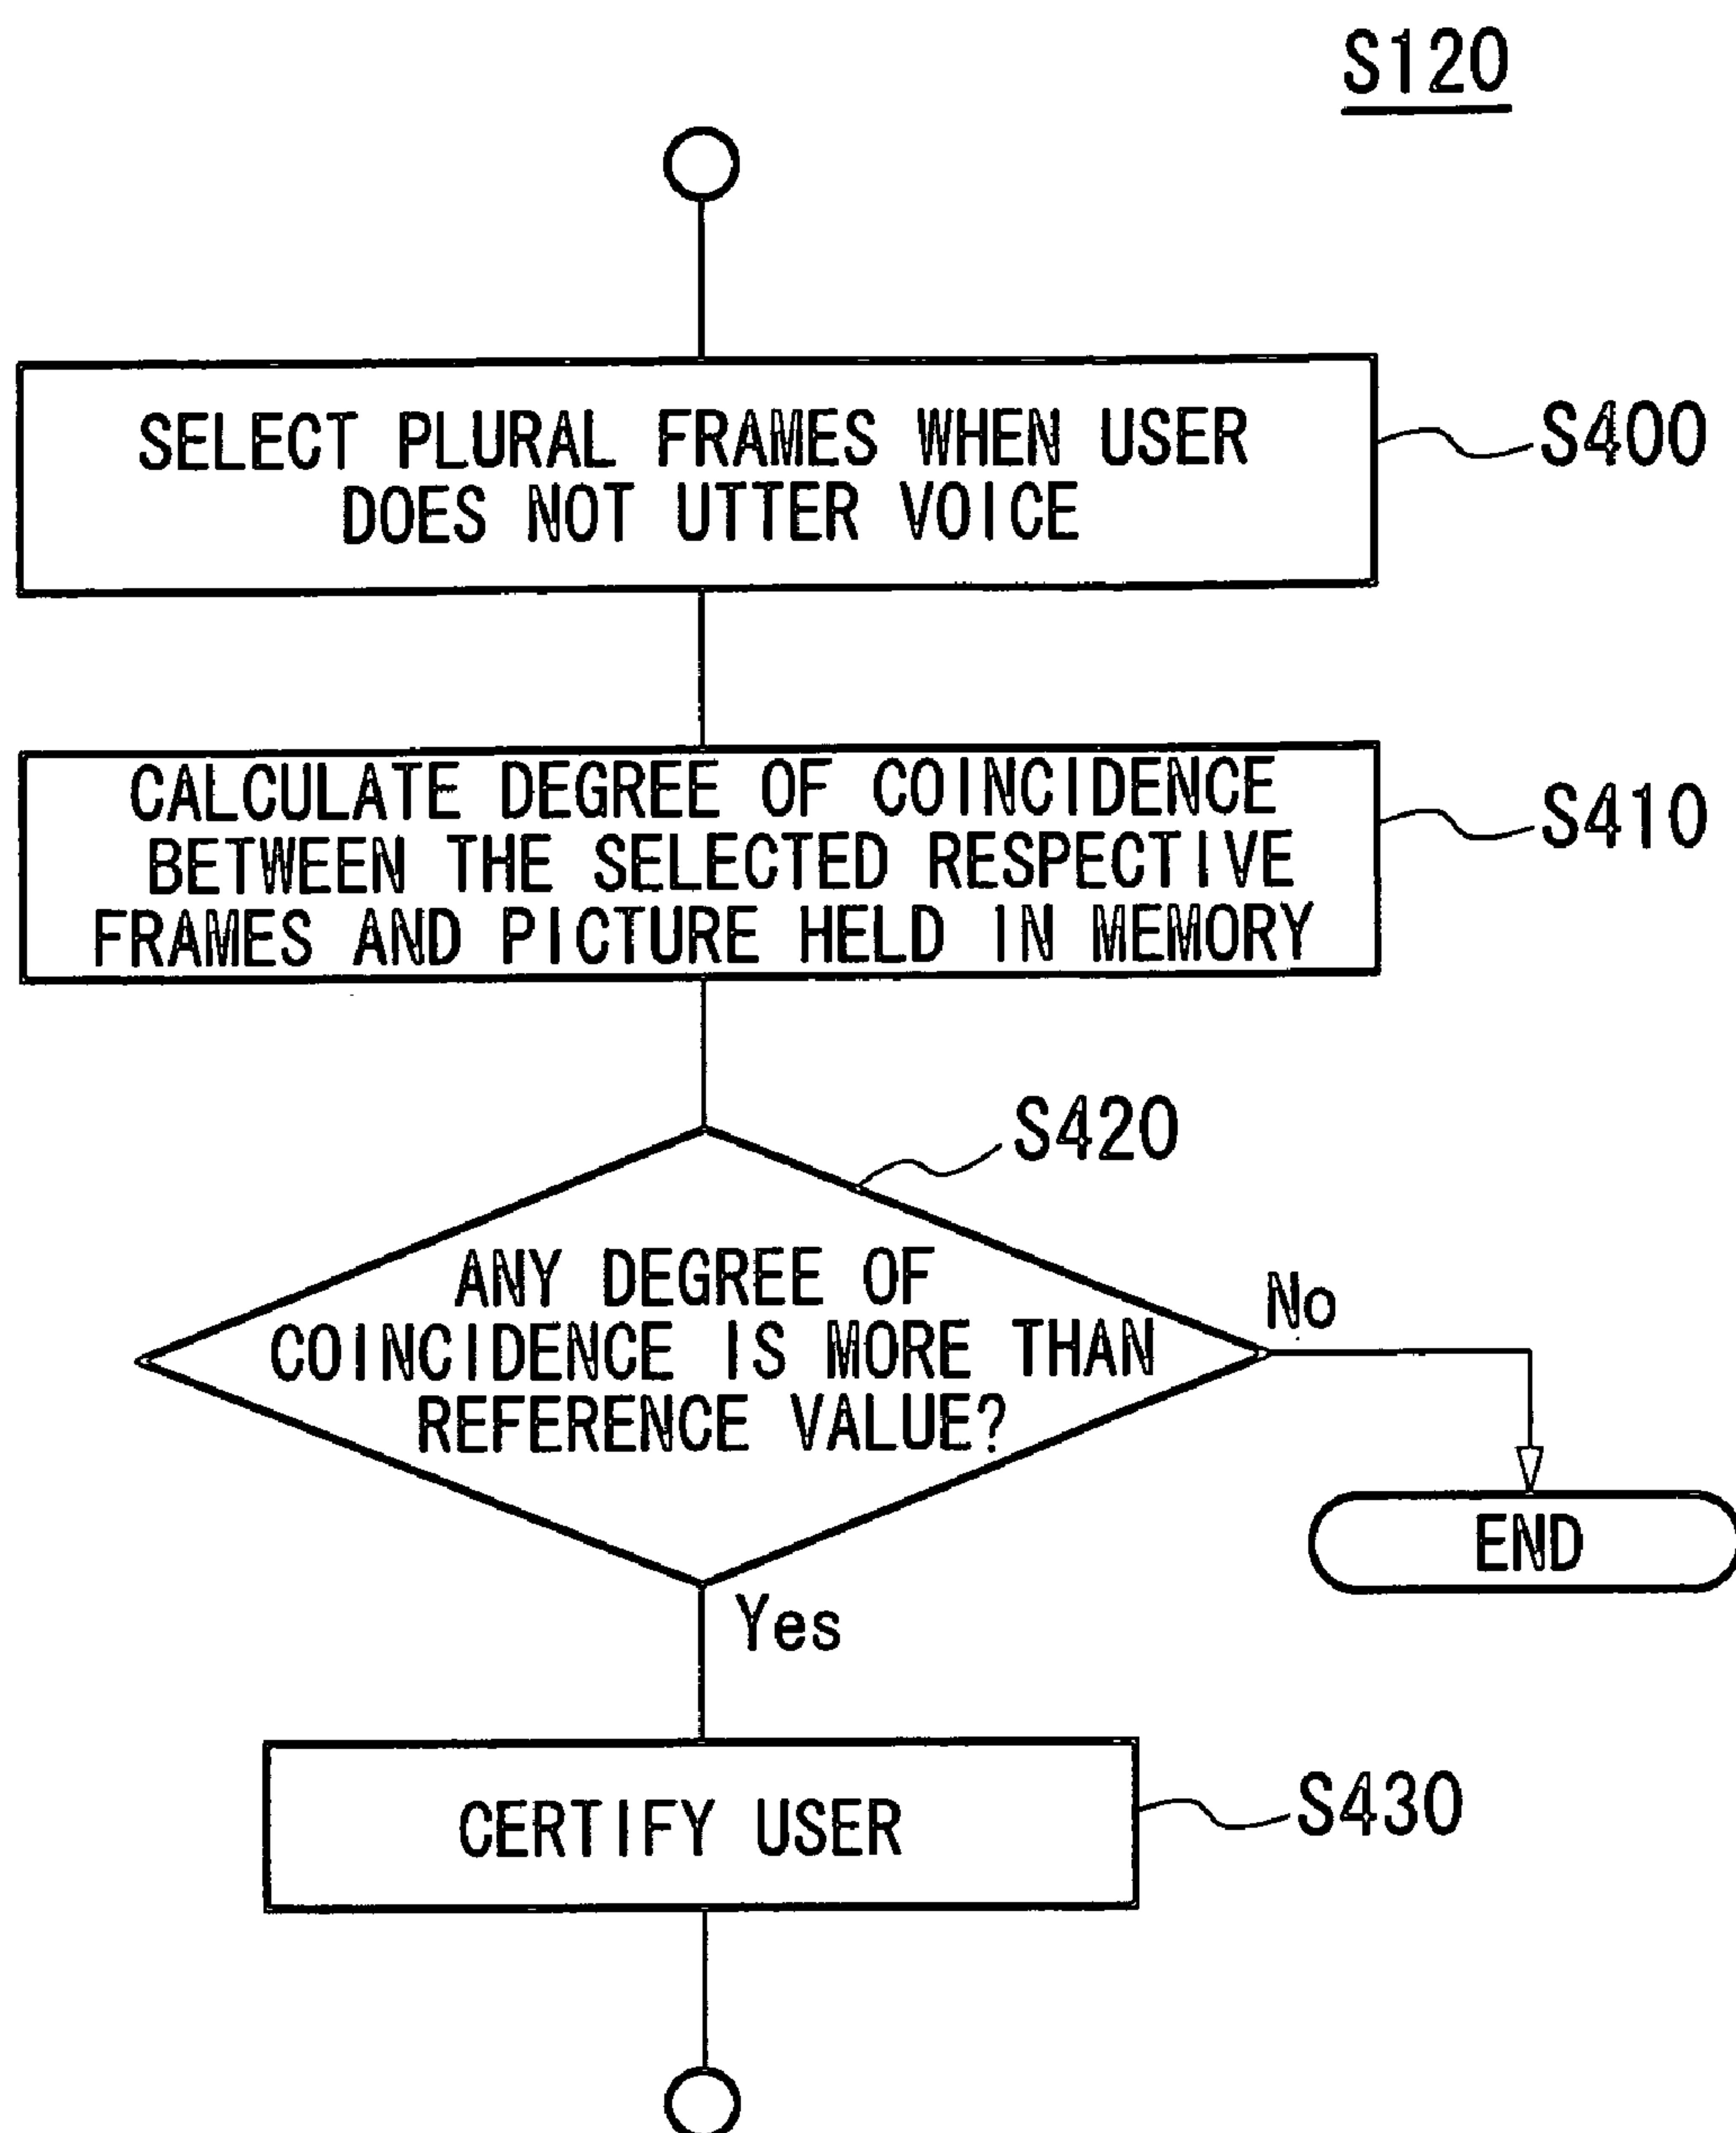 S120
SELECT PLURAL FRAMES WHEN USER
DOES NOT UTTER VOICE
S400
CALCULATE DEGREE OF COINCIDENCE
BETWEEN THE SELECTED RESPECTIVE
FRAMES AND PICTURE HELD IN MEMORY
S410
S420
ANY DEGREE OF
COINCIDENCE IS MORE THAN
REFERENCE VALUE?
No
END
Yes
CERTIFY USER
S430